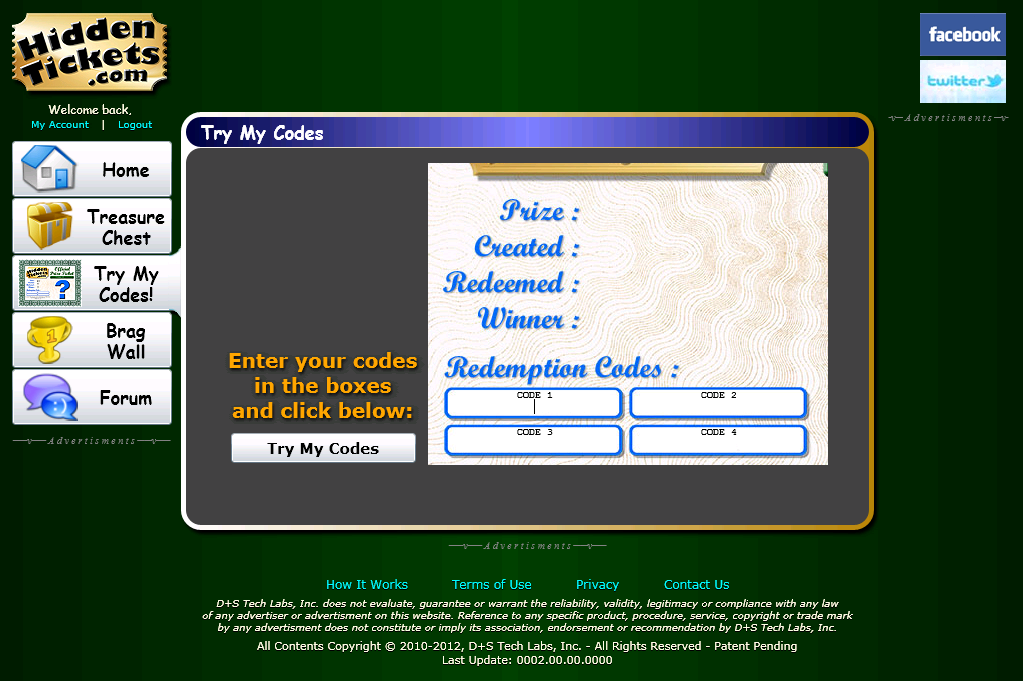 Hidden
Tickets
.com
facebook
twitter
Welcome back,
My Account | Logout
Advertisments
Try My Codes
Home
Treasure
Chest
Try My
Codes!
Brag
Wall
Forum
Advertisments
Prize :
Created :
Redeemed :
Winner :
Redemption Codes :
CODE 1
CODE 2
CODE 3
CODE 4
Enter your codes
in the boxes
and click below:
Try My Codes
Advertisments
How It Works
Terms of Use
Privacy
Contact Us
D+S Tech Labs, Inc. does not evaluate, guarantee or warrant the reliability, validity, legitimacy or compliance with any law
of any advertiser or advertisment on this website. Reference to any specific product, procedure, service, copyright or trade mark
by any advertisment does not constitute or imply its association, endorsement or recommendation by D+S Tech Labs, Inc.
All Contents Copyright © 2010-2012, D+S Tech Labs, Inc. - All Rights Reserved - Patent Pending
Last Update: 0002.00.00.0000